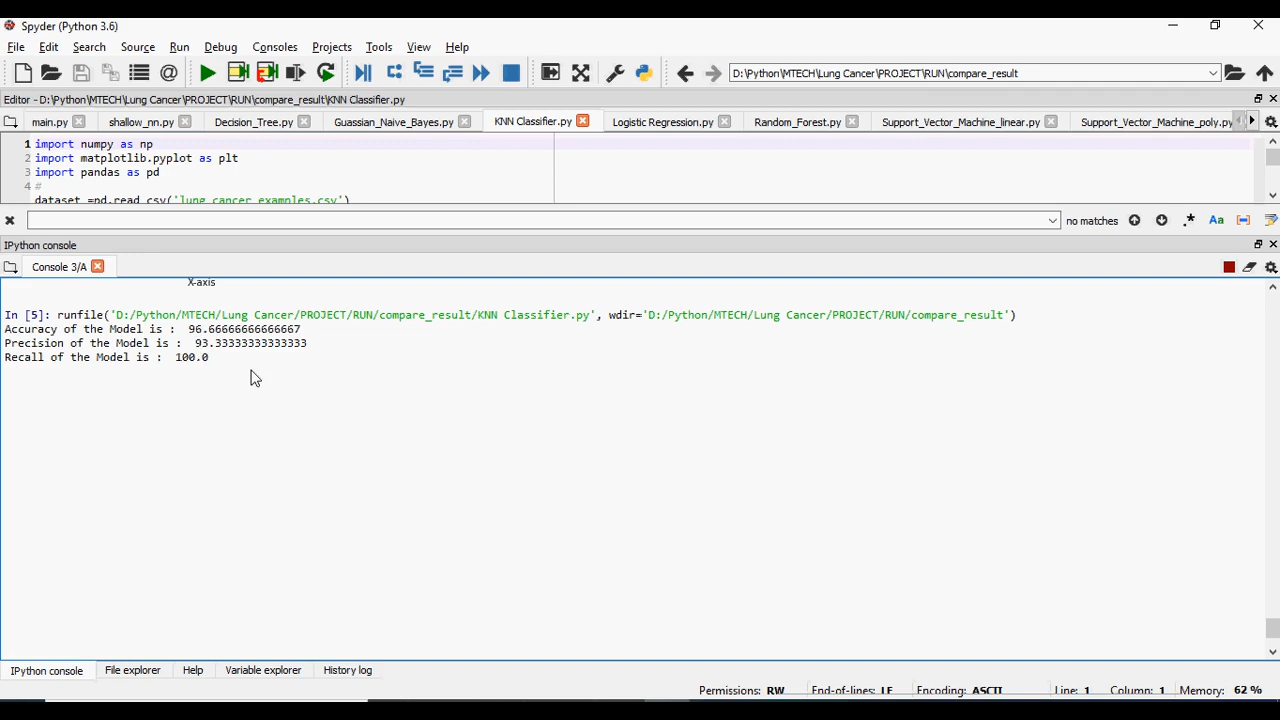 Spyder (Python 3.6)
File Edit Search Source Run Debug Consoles Projects Tools View Help
D:\Python\MTECH\Lung Cancer\PROJECT\RUN\compare_result
Editor - D:\Python\MTECH\Lung Cancer\PROJECT\RUN\compare_result\KNN Classifier.py
main.py shallow_nn.py Decision_Tree.py Guassian_Naive_Bayes.py KNN Classifier.py Logistic Regression.py Random_Forest.py Support_Vector_Machine_linear.py Support_Vector_Machine_poly.py
1 import numpy as np
2 import matplotlib.pyplot as plt
3 import pandas as pd
4 #
dataset =pd.read_csv('lung_cancer_examples.csv')
no matches .* Aa
IPython console
Console 3/A
X-axis
In [5]: runfile('D:/Python/MTECH/Lung Cancer/PROJECT/RUN/compare_result/KNN Classifier.py', wdir='D:/Python/MTECH/Lung Cancer/PROJECT/RUN/compare_result')
Accuracy of the Model is :  96.66666666666667
Precision of the Model is :  93.33333333333333
Recall of the Model is :  100.0
IPython console File explorer Help Variable explorer History log
Permissions: RW End-of-lines: LF Encoding: ASCII Line: 1 Column: 1 Memory: 62 %